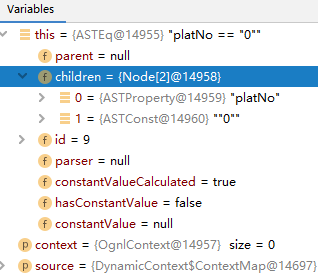 Variables
this = {ASTEq@14955} "platNo == "0""
parent = null
children = {Node[2]@14958}
0 = {ASTProperty@14959} "platNo"
1 = {ASTConst@14960} ""0""
id = 9
parser = null
constantValueCalculated = true
hasConstantValue = false
constantValue = null
context = {OgnlContext@14957} size = 0
source = {DynamicContext$ContextMap@14697}